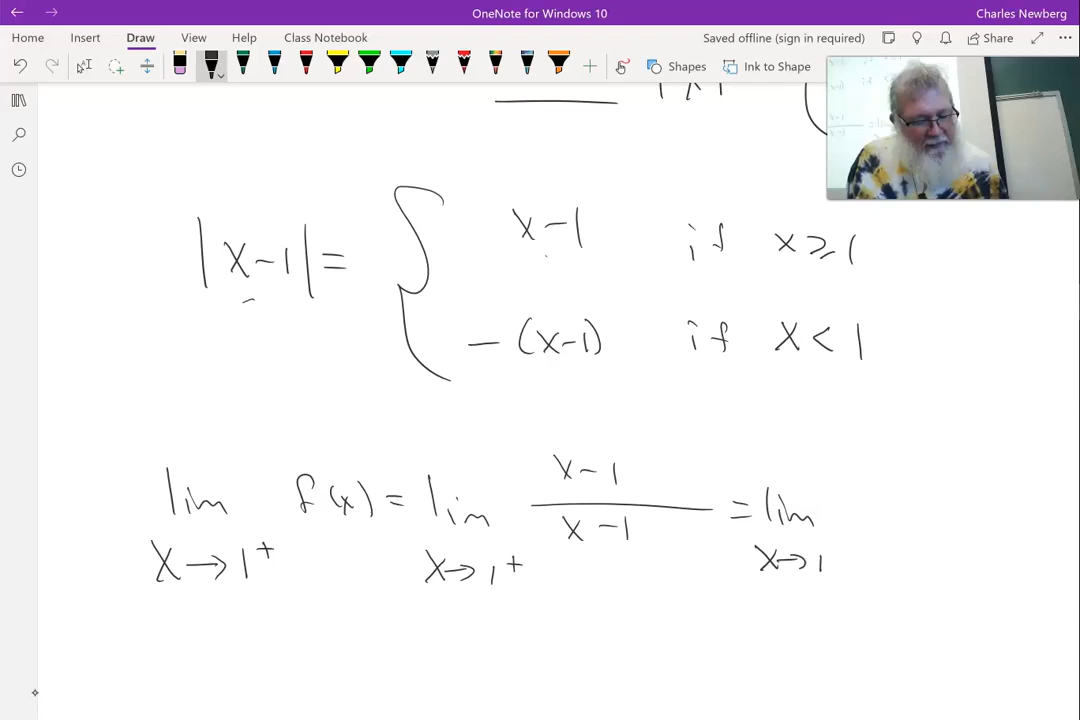 OneNote for Windows 10
Charles Newberg
Home Insert Draw View Help Class Notebook
Saved offline (sign in required)
Share
Shapes
Ink to Shape
|x-1| = { x-1 if x ≥ 1
-(x-1) if x < 1
lim x→1+ f(x) = lim x→1+ x-1 / x-1 = lim x→1